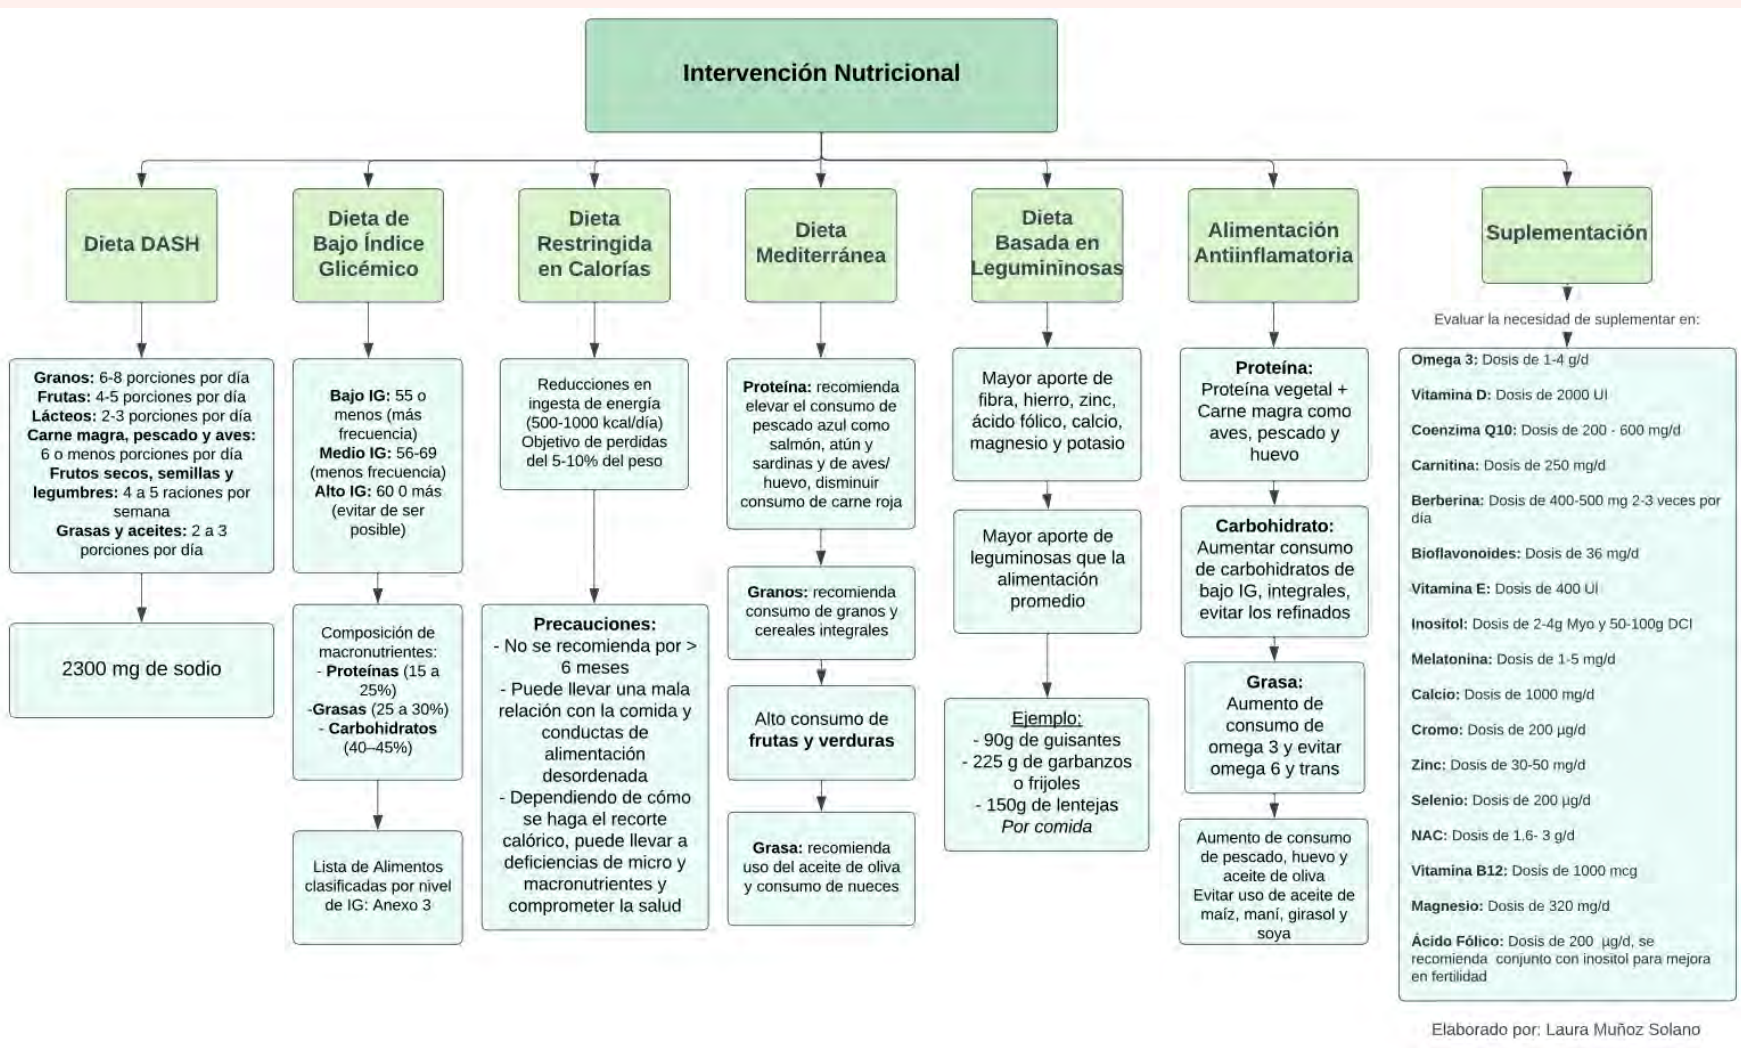 Intervención Nutricional
Dieta DASH
Granos: 6-8 porciones por día
Frutas: 4-5 porciones por día
Lácteos: 2-3 porciones por día
Carne magra, pescado y aves:
6 o menos porciones por día
Frutos secos, semillas y
legumbres: 4 a 5 raciones por
semana
Grasas y aceites: 2 a 3
porciones por día
2300 mg de sodio
Dieta de
Bajo Índice
Glicémico
Bajo IG: 55 o
menos (más
frecuencia)
Medio IG: 56-69
(menos frecuencia)
Alto IG: 60 0 más
(evitar de ser
posible)
Composición de
macronutrientes:
- Proteínas (15 a
25%)
-Grasas (25 a 30%)
- Carbohidratos
(40–45%)
Lista de Alimentos
clasificadas por nivel
de IG: Anexo 3
Dieta
Restringida
en Calorías
Reducciones en
ingesta de energía
(500-1000 kcal/día)
Objetivo de perdidas
del 5-10% del peso
Precauciones:
- No se recomienda por >
6 meses
- Puede llevar una mala
relación con la comida y
conductas de
alimentación
desordenada
- Dependiendo de cómo
se haga el recorte
calórico, puede llevar a
deficiencias de micro y
macronutrientes y
comprometer la salud
Dieta
Mediterránea
Proteína: recomienda
elevar el consumo de
pescado azul como
salmón, atún y
sardinas y de aves/
huevo, disminuir
consumo de carne roja
Granos: recomienda
consumo de granos y
cereales integrales
Alto consumo de
frutas y verduras
Grasa: recomienda
uso del aceite de oliva
y consumo de nueces
Dieta
Basada en
Legumininosas
Mayor aporte de
fibra, hierro, zinc,
ácido fólico, calcio,
magnesio y potasio
Mayor aporte de
leguminosas que la
alimentación
promedio
Ejemplo:
- 90g de guisantes
- 225 g de garbanzos
o frijoles
- 150g de lentejas
Por comida
Alimentación
Antiinflamatoria
Proteína:
Proteína vegetal +
Carne magra como
aves, pescado y
huevo
Carbohidrato:
Aumentar consumo
de carbohidratos de
bajo IG, integrales,
evitar los refinados
Grasa:
Aumento de
consumo de
omega 3 y evitar
omega 6 y trans
Aumento de consumo
de pescado, huevo y
aceite de oliva
Evitar uso de aceite de
maíz, maní, girasol y
soya
Suplementación
Evaluar la necesidad de suplementar en:
Omega 3: Dosis de 1-4 g/d
Vitamina D: Dosis de 2000 UI
Coenzima Q10: Dosis de 200 - 600 mg/d
Carnitina: Dosis de 250 mg/d
Berberina: Dosis de 400-500 mg 2-3 veces por
día
Bioflavonoides: Dosis de 36 mg/d
Vitamina E: Dosis de 400 UI
Inositol: Dosis de 2-4g Myo y 50-100g DCI
Melatonina: Dosis de 1-5 mg/d
Calcio: Dosis de 1000 mg/d
Cromo: Dosis de 200 µg/d
Zinc: Dosis de 30-50 mg/d
Selenio: Dosis de 200 µg/d
NAC: Dosis de 1.6- 3 g/d
Vitamina B12: Dosis de 1000 mcg
Magnesio: Dosis de 320 mg/d
Ácido Fólico: Dosis de 200 µg/d, se
recomienda conjunto con inositol para mejora
en fertilidad
Elaborado por: Laura Muñoz Solano